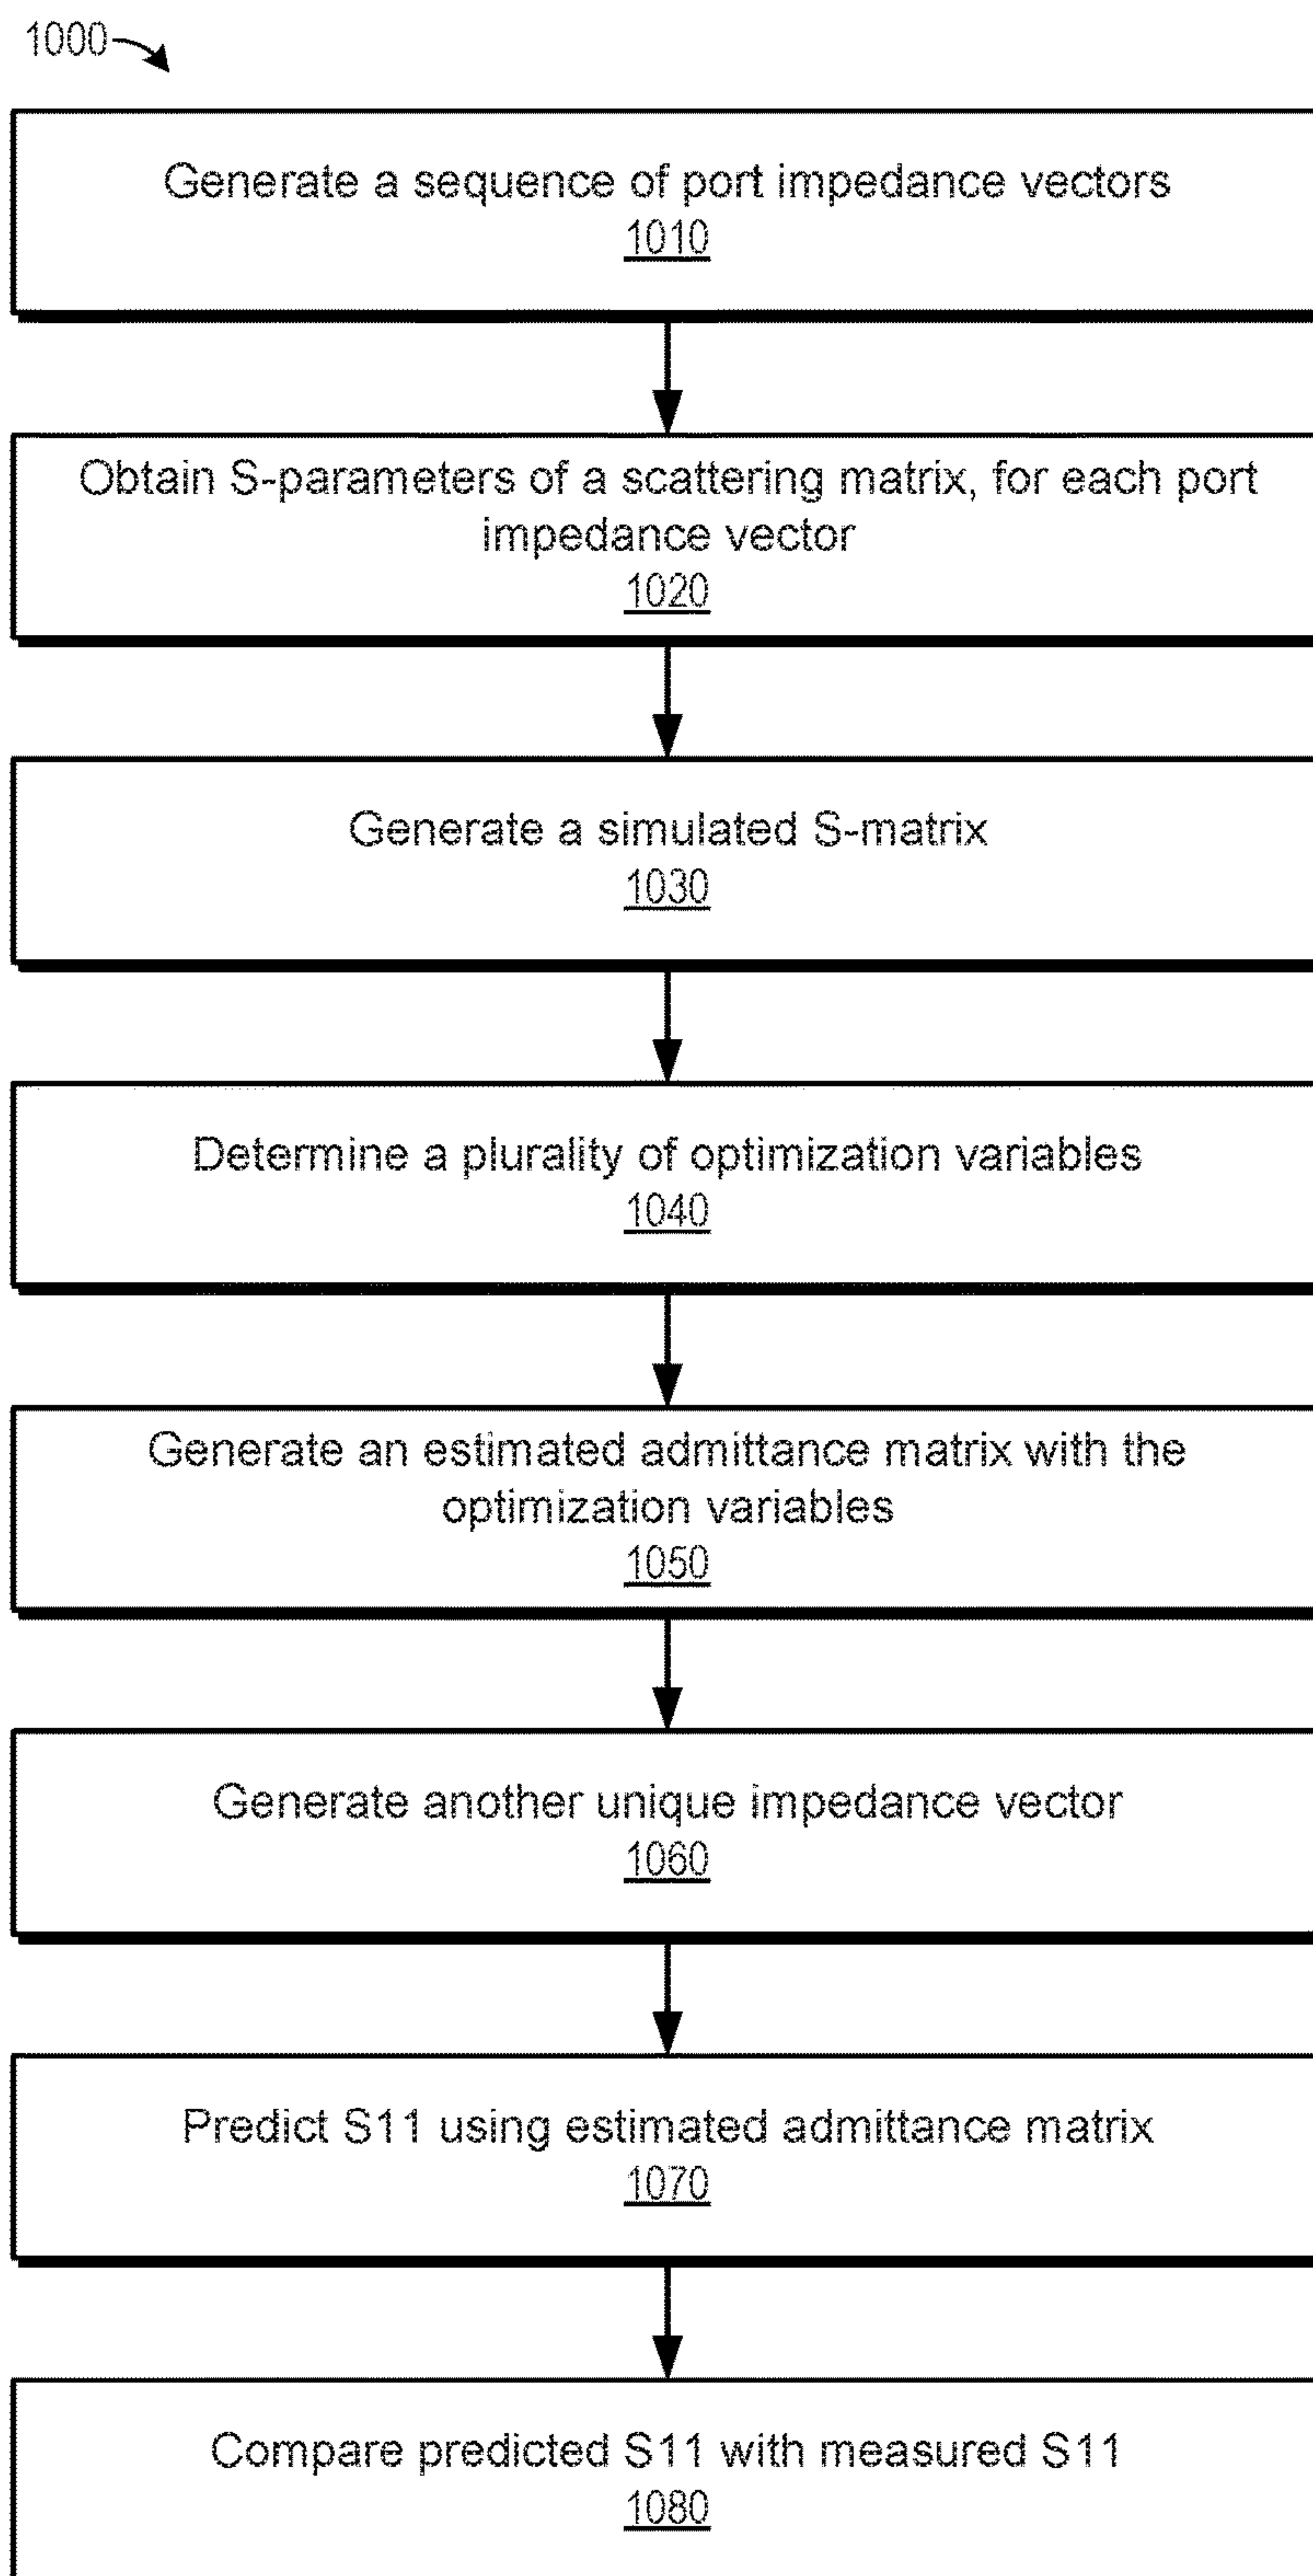 1000
Generate a sequence of port impedance vectors
1010
Obtain S-parameters of a scattering matrix, for each port
impedance vector
1020
Generate a simulated S-matrix
1030
Determine a plurality of optimization variables
1040
Generate an estimated admittance matrix with the
optimization variables
1050
Generate another unique impedance vector
1060
Predict S11 using estimated admittance matrix
1070
Compare predicted S11 with measured S11
1080